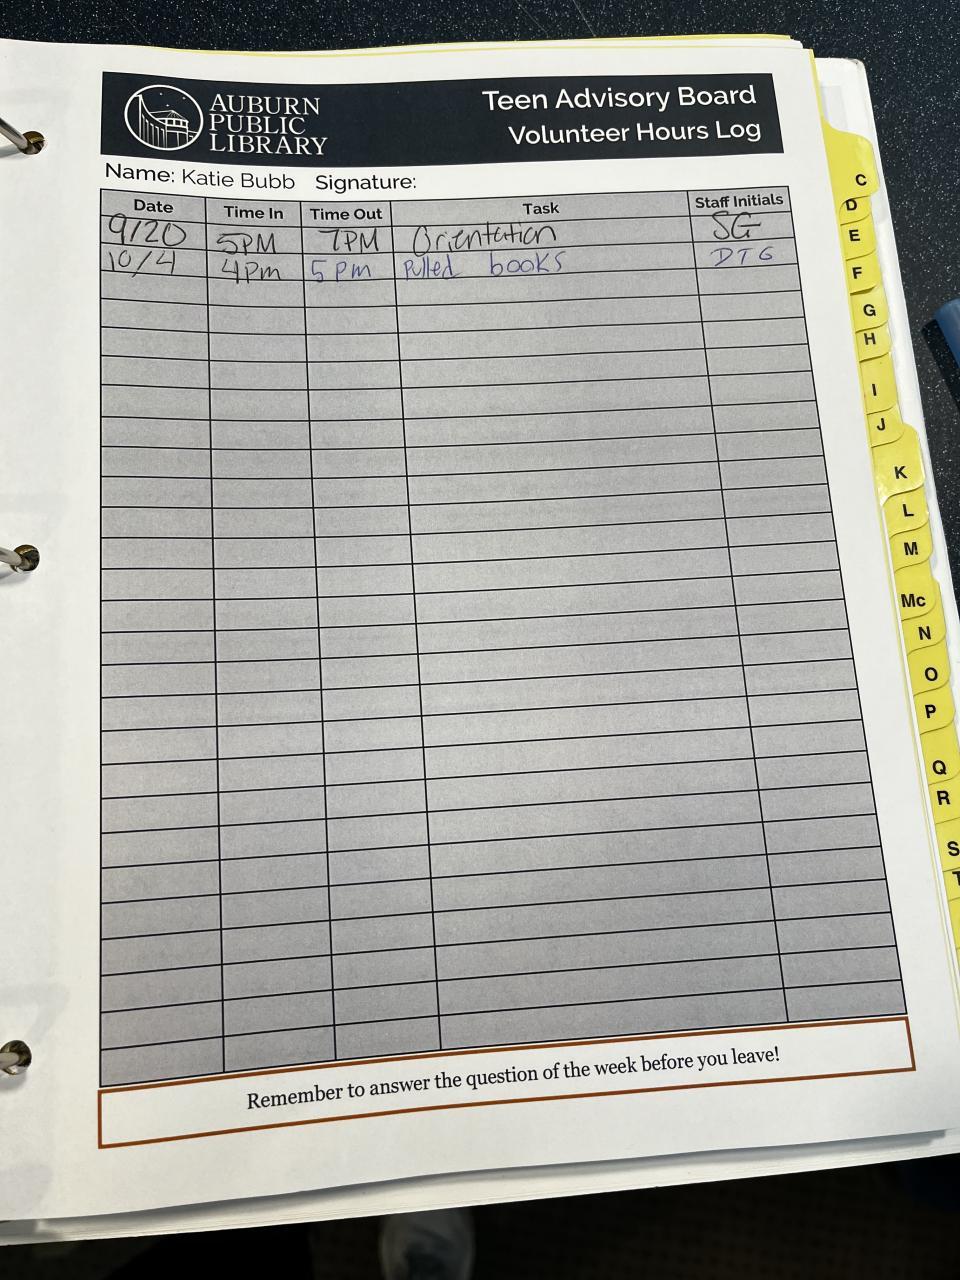 AUBURN
PUBLIC
LIBRARY
Teen Advisory Board
Volunteer Hours Log
Name: Katie Bubb Signature:
Date Time In Time Out Task Staff Initials
9/20 5PM 7PM Orientation SG
10/4 4pm 5pm Pulled books DTG
Remember to answer the question of the week before you leave!
C
D
E
F
G
H
I
J
K
L
M
Mc
N
O
P
Q
R
S
T